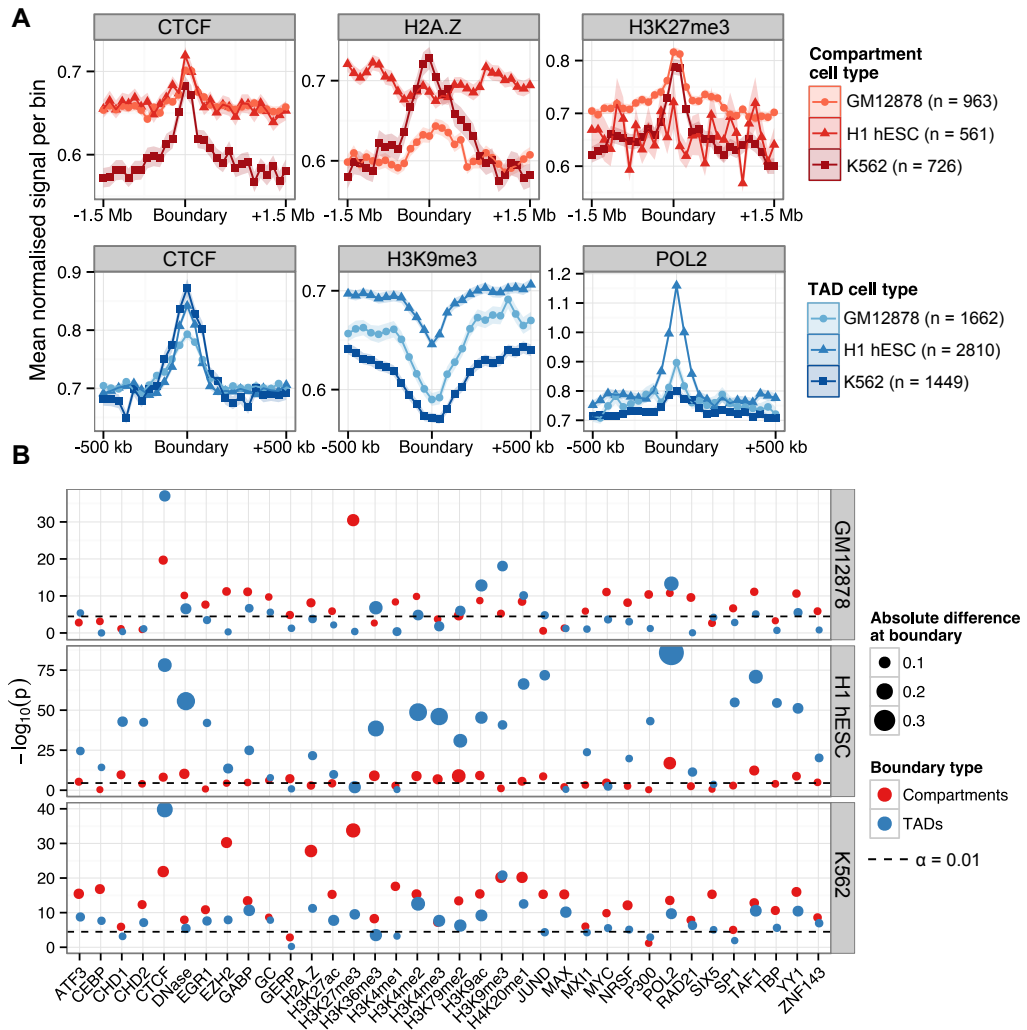 A
Mean normalised signal per bin
CTCF
0.7
0.6
-1.5 Mb
Boundary
+1.5 Mb
H2A.Z
0.7
0.6
-1.5 Mb
Boundary
+1.5 Mb
H3K27me3
0.8
0.7
0.6
-1.5 Mb
Boundary
+1.5 Mb
Compartment
cell type
GM12878 (n = 963)
H1 hESC (n = 561)
K562 (n = 726)
CTCF
0.9
0.8
0.7
-500 kb
Boundary
+500 kb
H3K9me3
0.7
0.6
-500 kb
Boundary
+500 kb
POL2
1.2
1.1
1.0
0.9
0.8
0.7
-500 kb
Boundary
+500 kb
TAD cell type
GM12878 (n = 1662)
H1 hESC (n = 2810)
K562 (n = 1449)
B
−log10(p)
30
20
10
0
GM12878
75
50
25
0
H1 hESC
40
30
20
10
0
K562
ATF3
CEBP
CHD1
CHD2
CTCF
DNase
EGR1
EZH2
GABP
GC
GERP
H2A.Z
H3K27ac
H3K27me3
H3K36me3
H3K4me1
H3K4me2
H3K4me3
H3K79me2
H3K9ac
H3K9me3
H4K20me1
JUND
MAX
MXI1
MYC
NRSF
P300
POL2
RAD21
SIX5
SP1
TAF1
TBP
YY1
ZNF143
Absolute difference
at boundary
0.1
0.2
0.3
Boundary type
Compartments
TADs
α = 0.01